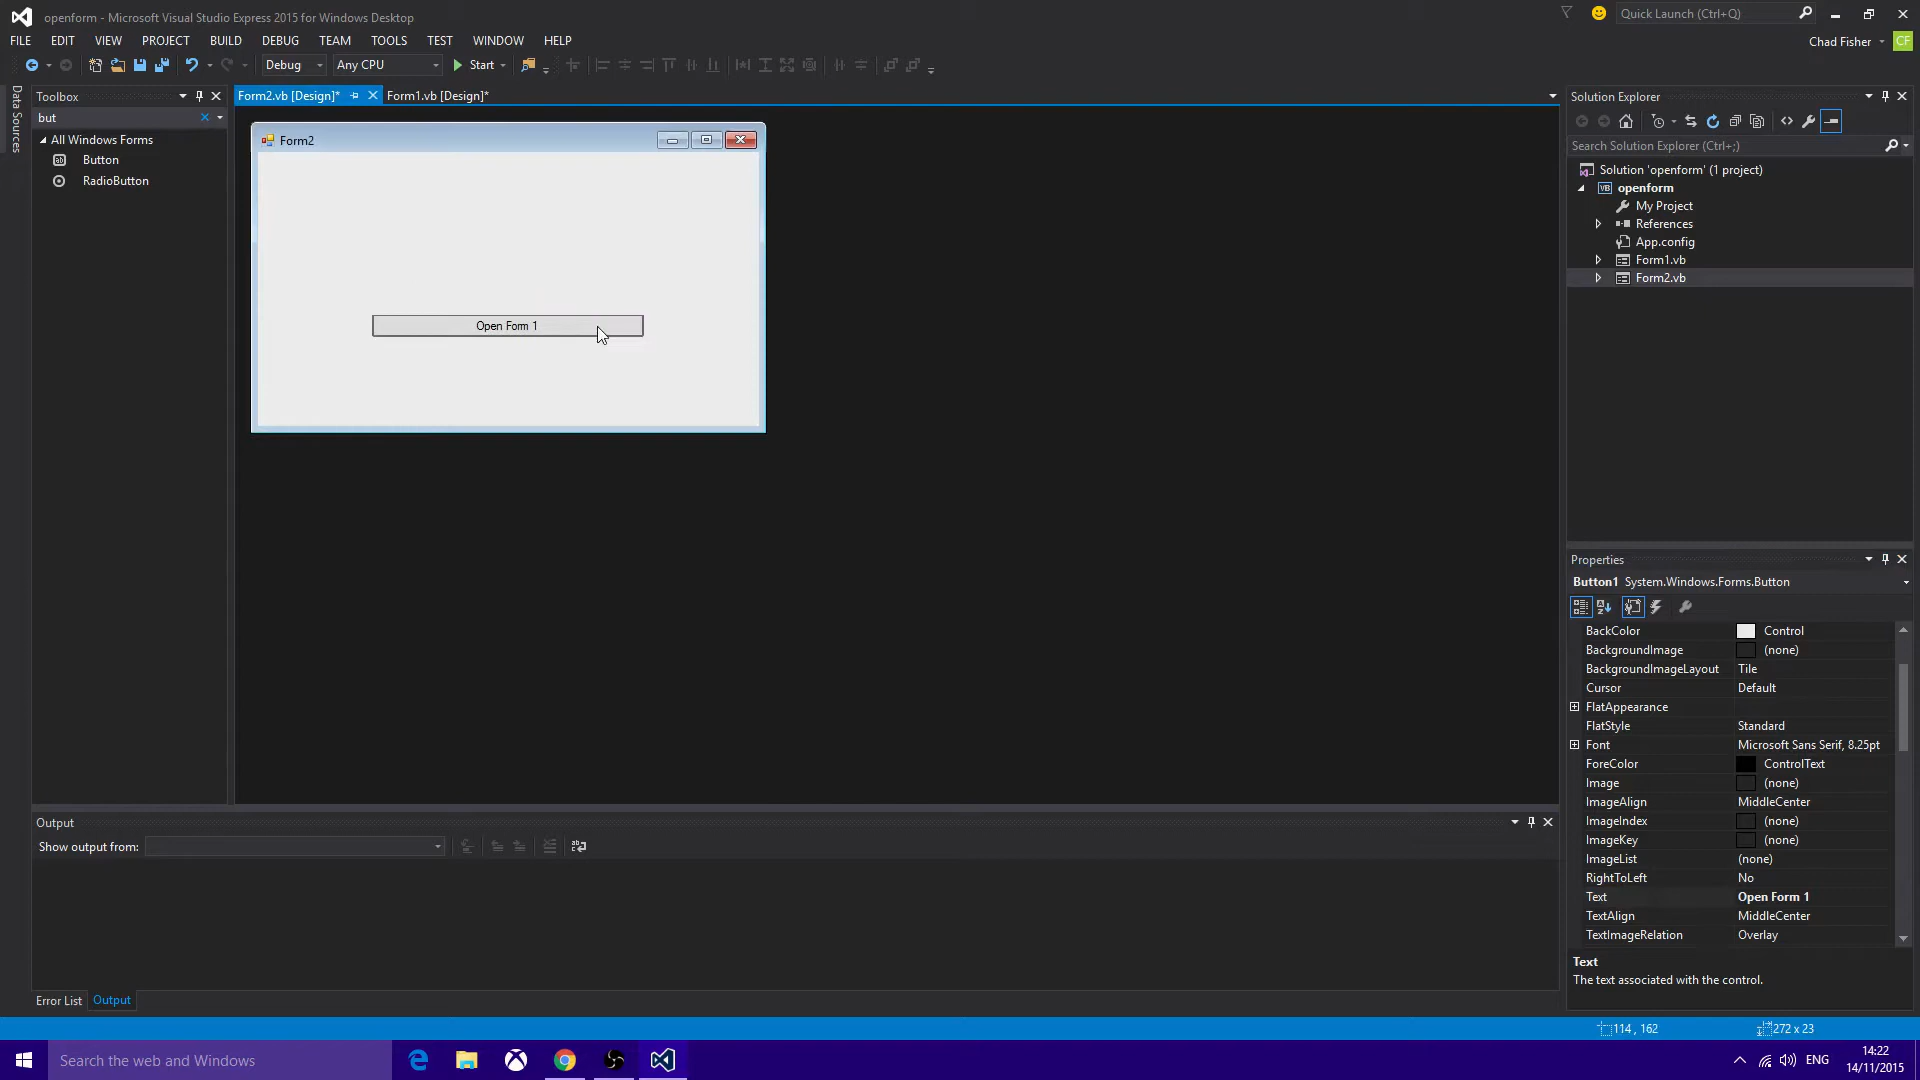 openform - Microsoft Visual Studio Express 2015 for Windows Desktop
Quick Launch (Ctrl+Q)
FILE EDIT VIEW PROJECT BUILD DEBUG TEAM TOOLS TEST WINDOW HELP
Chad Fisher CF
Debug Any CPU Start
Data Sources
Toolbox
but
All Windows Forms
Button
RadioButton
Form2.vb [Design]* Form1.vb [Design]*
Form2
Open Form 1
Solution Explorer
Search Solution Explorer (Ctrl+;)
Solution 'openform' (1 project)
VB openform
My Project
References
App.config
Form1.vb
Form2.vb
Properties
Button1 System.Windows.Forms.Button
BackColor Control
BackgroundImage (none)
BackgroundImageLayout Tile
Cursor Default
FlatAppearance
FlatStyle Standard
Font Microsoft Sans Serif, 8.25pt
ForeColor ControlText
Image (none)
ImageAlign MiddleCenter
ImageIndex (none)
ImageKey (none)
ImageList (none)
RightToLeft No
Text Open Form 1
TextAlign MiddleCenter
TextImageRelation Overlay
Text
The text associated with the control.
Output
Show output from:
Error List Output
114 , 162 272 x 23
Search the web and Windows
ENG
14:22
14/11/2015